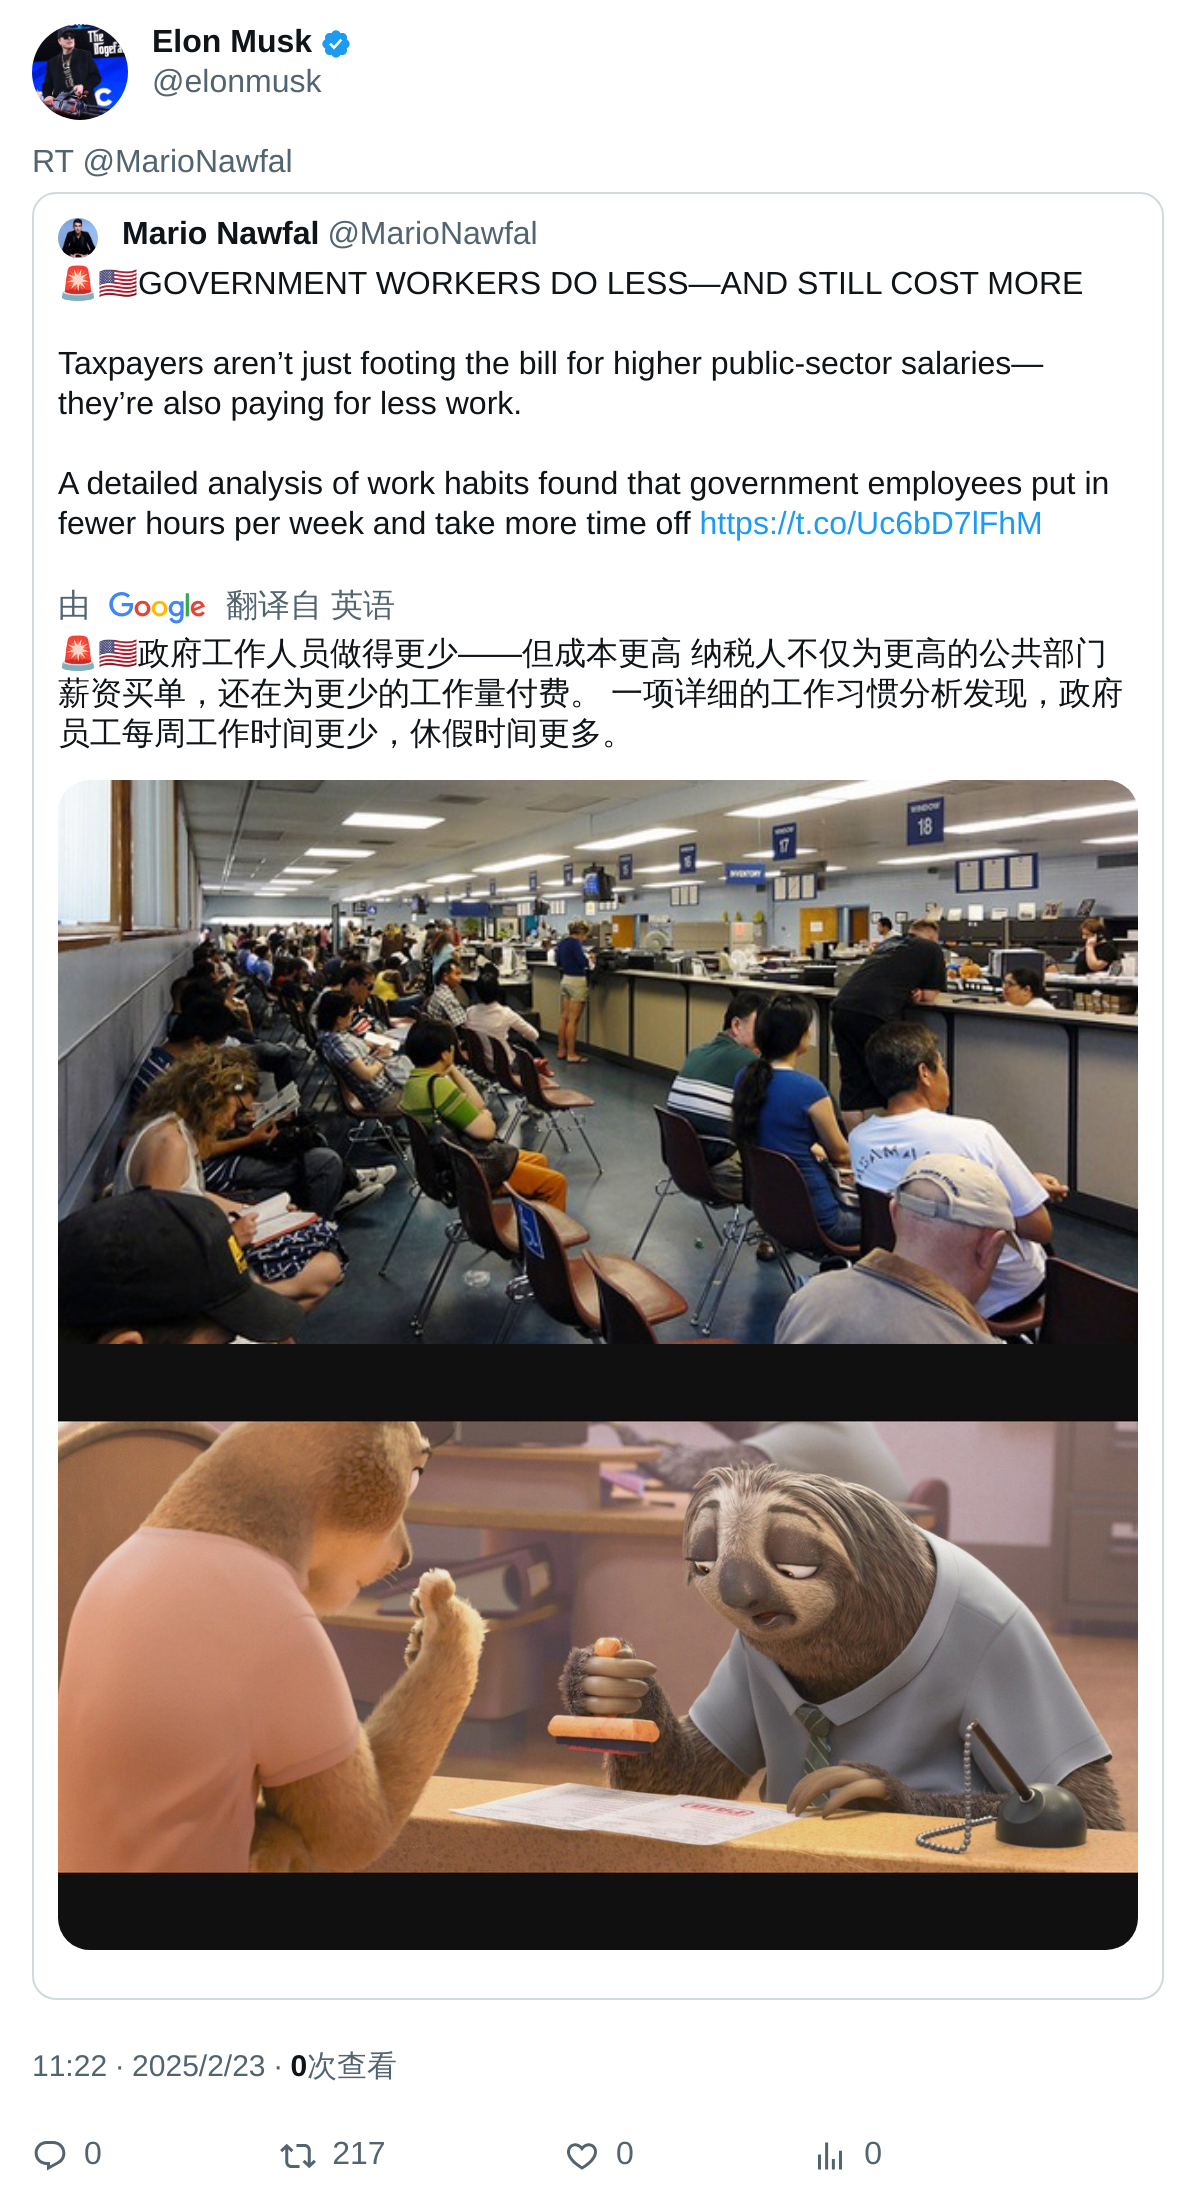 The
Dogefa
C
Elon Musk
@elonmusk
RT @MarioNawfal
Mario Nawfal @MarioNawfal
🚨🇺🇸GOVERNMENT WORKERS DO LESS—AND STILL COST MORE
Taxpayers aren’t just footing the bill for higher public-sector salaries—
they’re also paying for less work.
A detailed analysis of work habits found that government employees put in
fewer hours per week and take more time off https://t.co/Uc6bD7lFhM
由 Google 翻译自 英语
🚨🇺🇸政府工作人员做得更少——但成本更高 纳税人不仅为更高的公共部门
薪资买单，还在为更少的工作量付费。 一项详细的工作习惯分析发现，政府
员工每周工作时间更少，休假时间更多。
WINDOW
18
WINDOW
17
16
INVENTORY
11:22 · 2025/2/23 · 0次查看
0 217 0 0